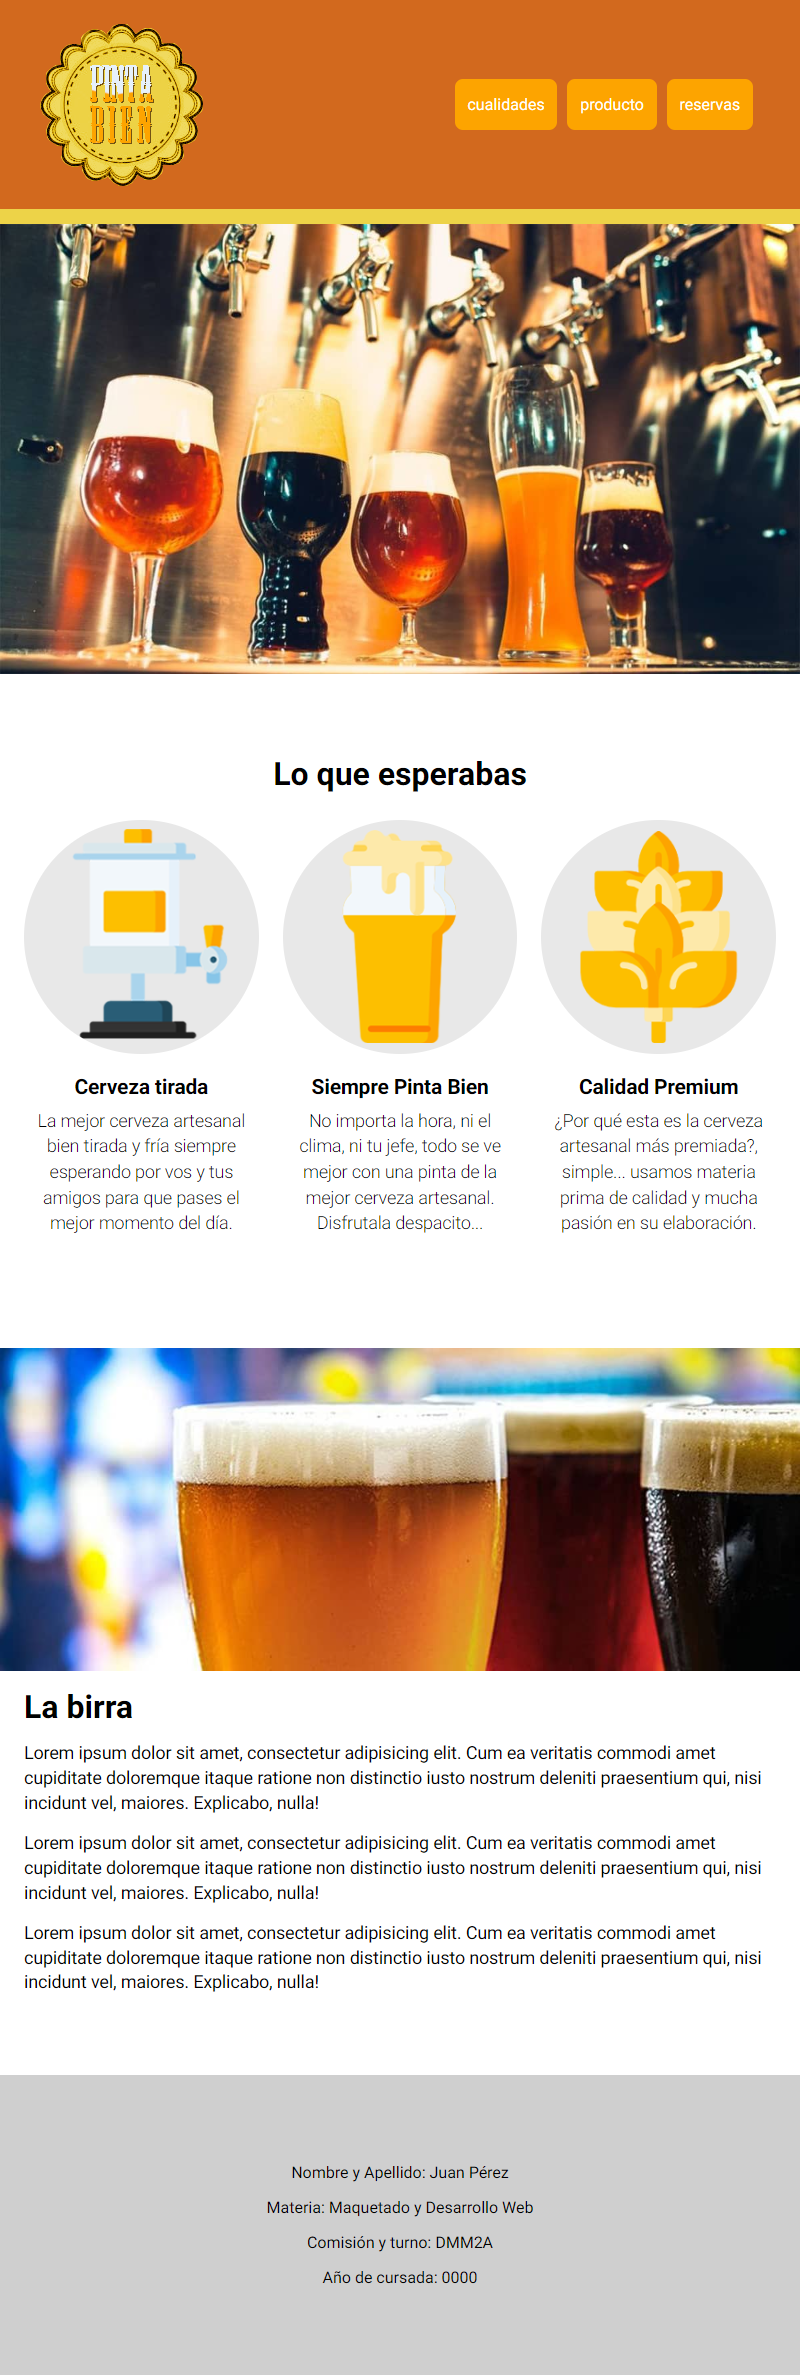 PINTA
BIEN
cualidades producto reservas
Lo que esperabas
Cerveza tirada
La mejor cerveza artesanal
bien tirada y fría siempre
esperando por vos y tus
amigos para que pases el
mejor momento del día.
Siempre Pinta Bien
No importa la hora, ni el
clima, ni tu jefe, todo se ve
mejor con una pinta de la
mejor cerveza artesanal.
Disfrutala despacito...
Calidad Premium
¿Por qué esta es la cerveza
artesanal más premiada?,
simple... usamos materia
prima de calidad y mucha
pasión en su elaboración.
La birra
Lorem ipsum dolor sit amet, consectetur adipisicing elit. Cum ea veritatis commodi amet
cupiditate doloremque itaque ratione non distinctio iusto nostrum deleniti praesentium qui, nisi
incidunt vel, maiores. Explicabo, nulla!
Lorem ipsum dolor sit amet, consectetur adipisicing elit. Cum ea veritatis commodi amet
cupiditate doloremque itaque ratione non distinctio iusto nostrum deleniti praesentium qui, nisi
incidunt vel, maiores. Explicabo, nulla!
Lorem ipsum dolor sit amet, consectetur adipisicing elit. Cum ea veritatis commodi amet
cupiditate doloremque itaque ratione non distinctio iusto nostrum deleniti praesentium qui, nisi
incidunt vel, maiores. Explicabo, nulla!
Nombre y Apellido: Juan Pérez
Materia: Maquetado y Desarrollo Web
Comisión y turno: DMM2A
Año de cursada: 0000